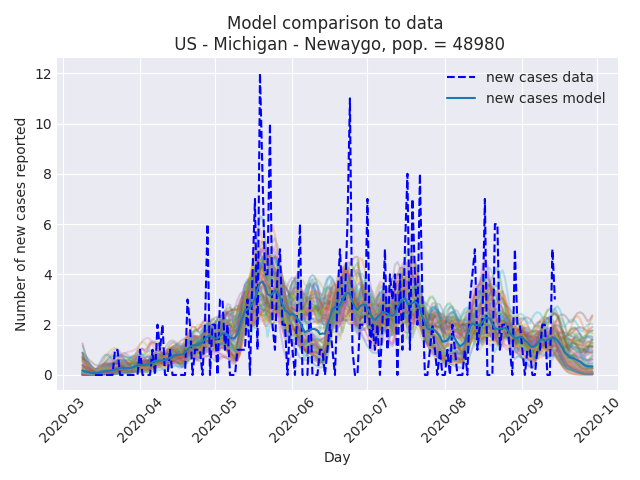 Model comparison to data
US - Michigan - Newaygo, pop. = 48980
new cases data
new cases model
Number of new cases reported
12
10
8
6
4
2
0
2020-03
2020-04
2020-05
2020-06
2020-07
2020-08
2020-09
2020-10
Day